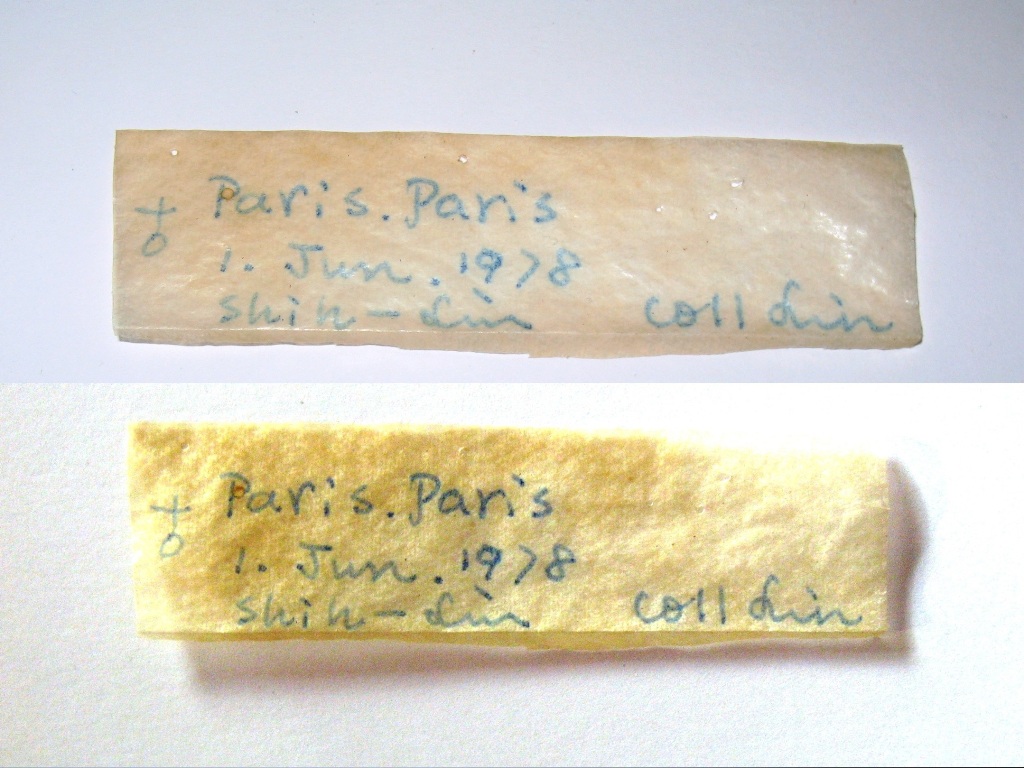 ♀ Paris. Paris
1. Jun. 1978
Shih-Lin coll Lin
♀ Paris. Paris
1. Jun. 1978
Shih-Lin coll Lin